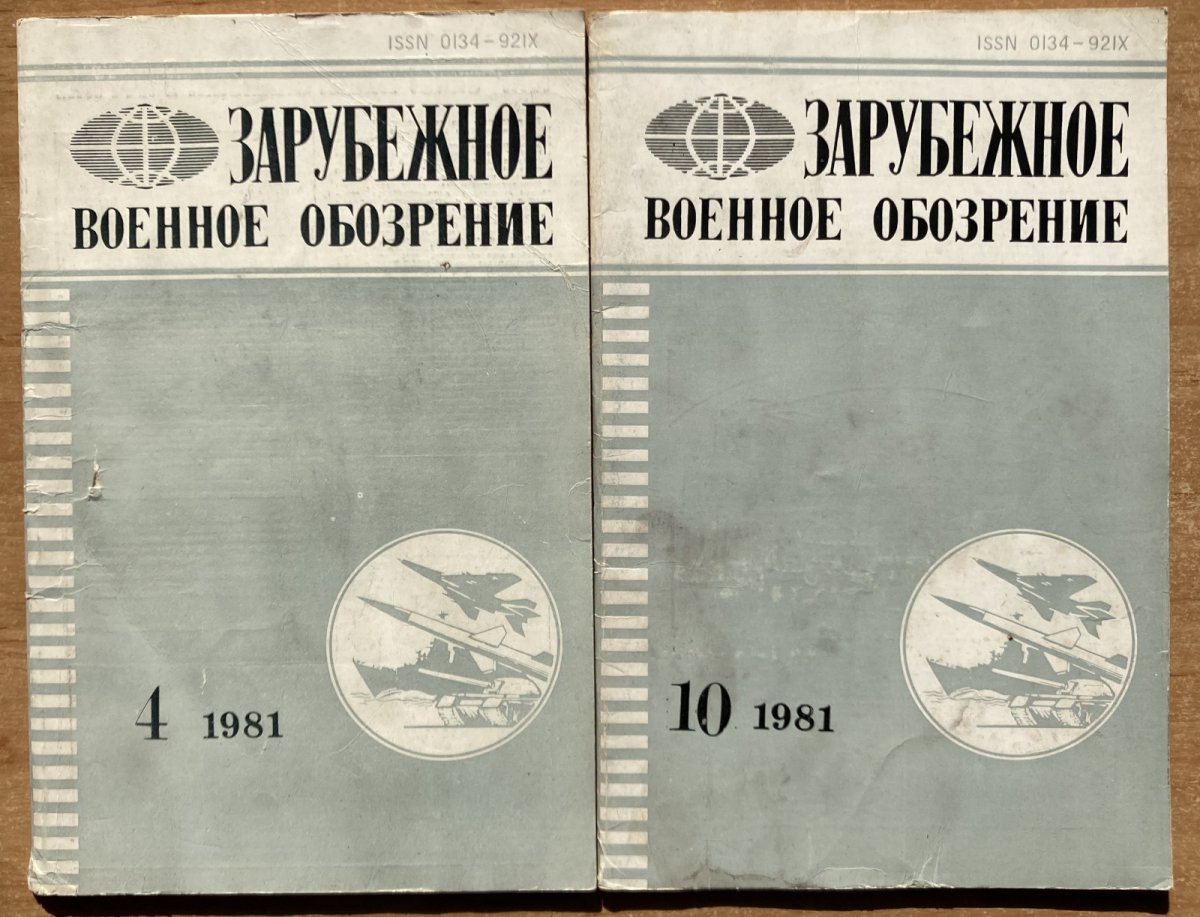 ISSN 0134-921X
ЗАРУБЕЖНОЕ
ВОЕННОЕ ОБОЗРЕНИЕ
4 1981
ISSN 0134-921X
ЗАРУБЕЖНОЕ
ВОЕННОЕ ОБОЗРЕНИЕ
10 1981